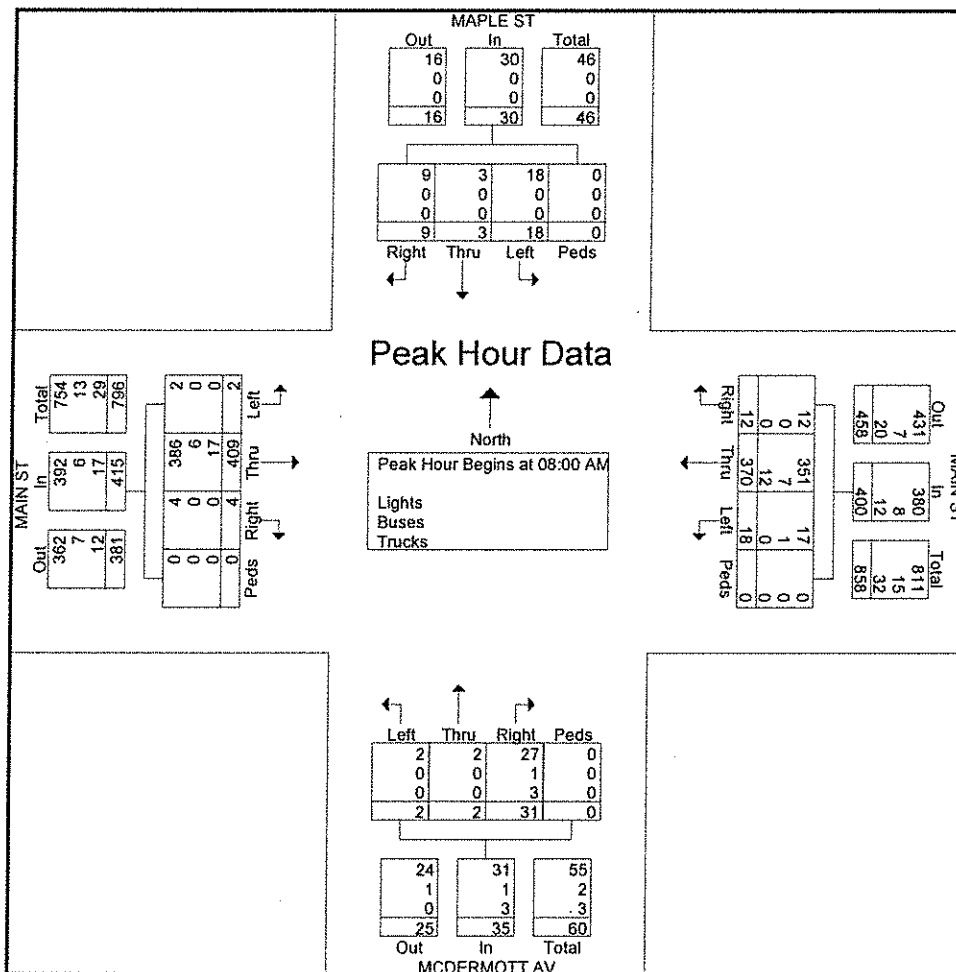 MAPLE ST
Out In Total
16 30 46
0 0 0
0 0 0
16 30 46
9 3 18 0
0 0 0 0
0 0 0 0
9 3 18 0
Right Thru Left Peds
Peak Hour Data
North
Peak Hour Begins at 08:00 AM
Lights
Buses
Trucks
MAIN ST
Out In Total
362 392 754
7 6 13
12 17 29
381 415 796
Peds Right Thru Left
0 4 386 2
0 0 6 0
0 0 17 0
0 4 409 2
Right Thru Left Peds
12 351 17 0
0 7 1 0
0 12 0 0
12 370 18 0
MAIN ST
Out In Total
431 380 811
7 8 15
20 12 32
458 400 858
Left Thru Right Peds
2 2 27 0
0 0 1 0
0 0 3 0
2 2 31 0
24 31 55
1 1 2
0 3 3
25 35 60
Out In Total
MCDERMOTT AV